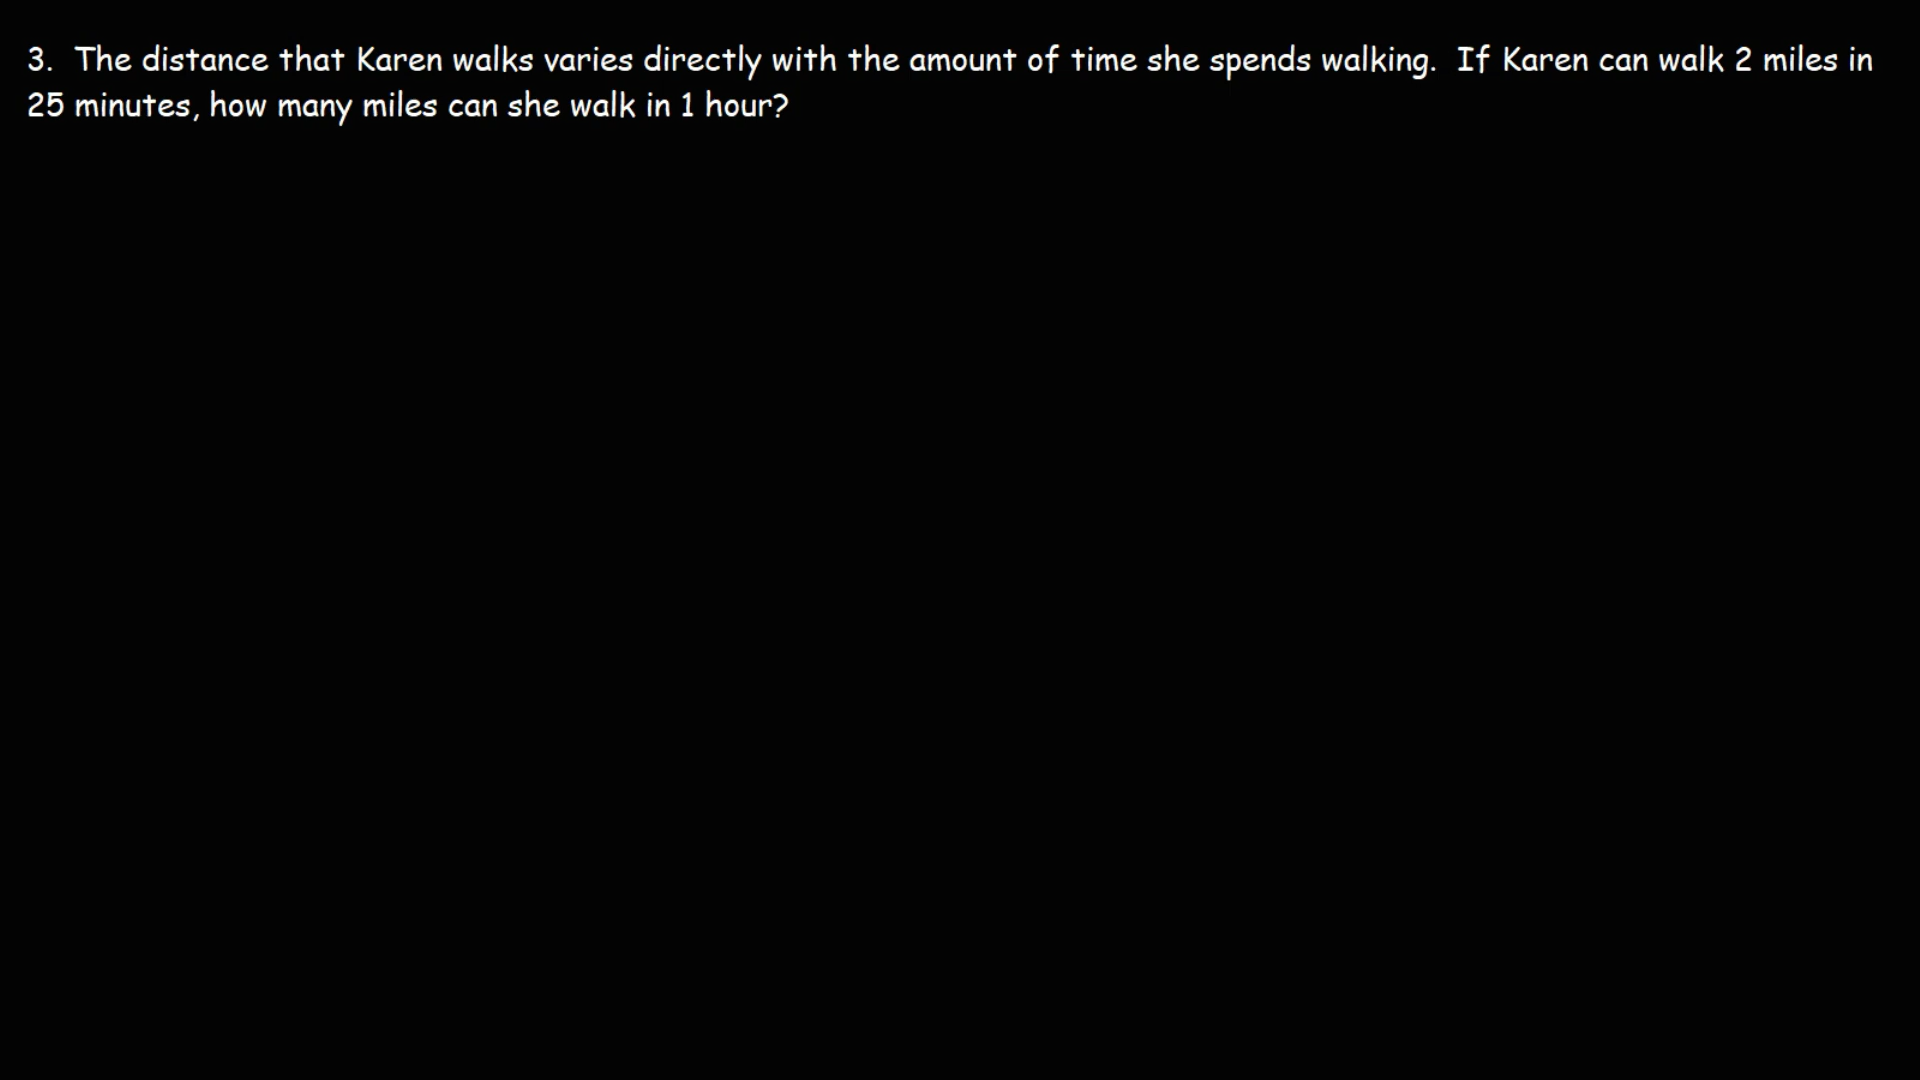 3. The distance that Karen walks varies directly with the amount of time she spends walking. If Karen can walk 2 miles in
25 minutes, how many miles can she walk in 1 hour?